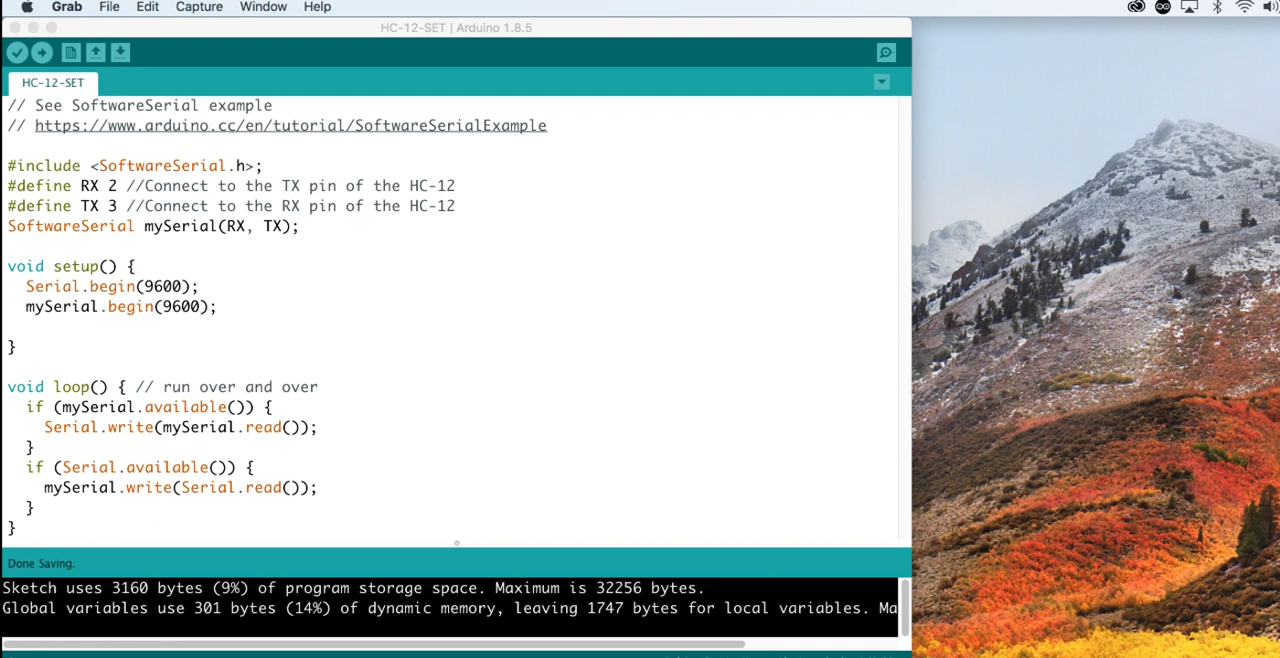 Grab File Edit Capture Window Help
HC-12-SET | Arduino 1.8.5
HC-12-SET
// See SoftwareSerial example
// https://www.arduino.cc/en/tutorial/SoftwareSerialExample
#include <SoftwareSerial.h>;
#define RX 2 //Connect to the TX pin of the HC-12
#define TX 3 //Connect to the RX pin of the HC-12
SoftwareSerial mySerial(RX, TX);
void setup() {
Serial.begin(9600);
mySerial.begin(9600);
}
void loop() { // run over and over
if (mySerial.available()) {
Serial.write(mySerial.read());
}
if (Serial.available()) {
mySerial.write(Serial.read());
}
}
Done Saving.
Sketch uses 3160 bytes (9%) of program storage space. Maximum is 32256 bytes.
Global variables use 301 bytes (14%) of dynamic memory, leaving 1747 bytes for local variables. Ma